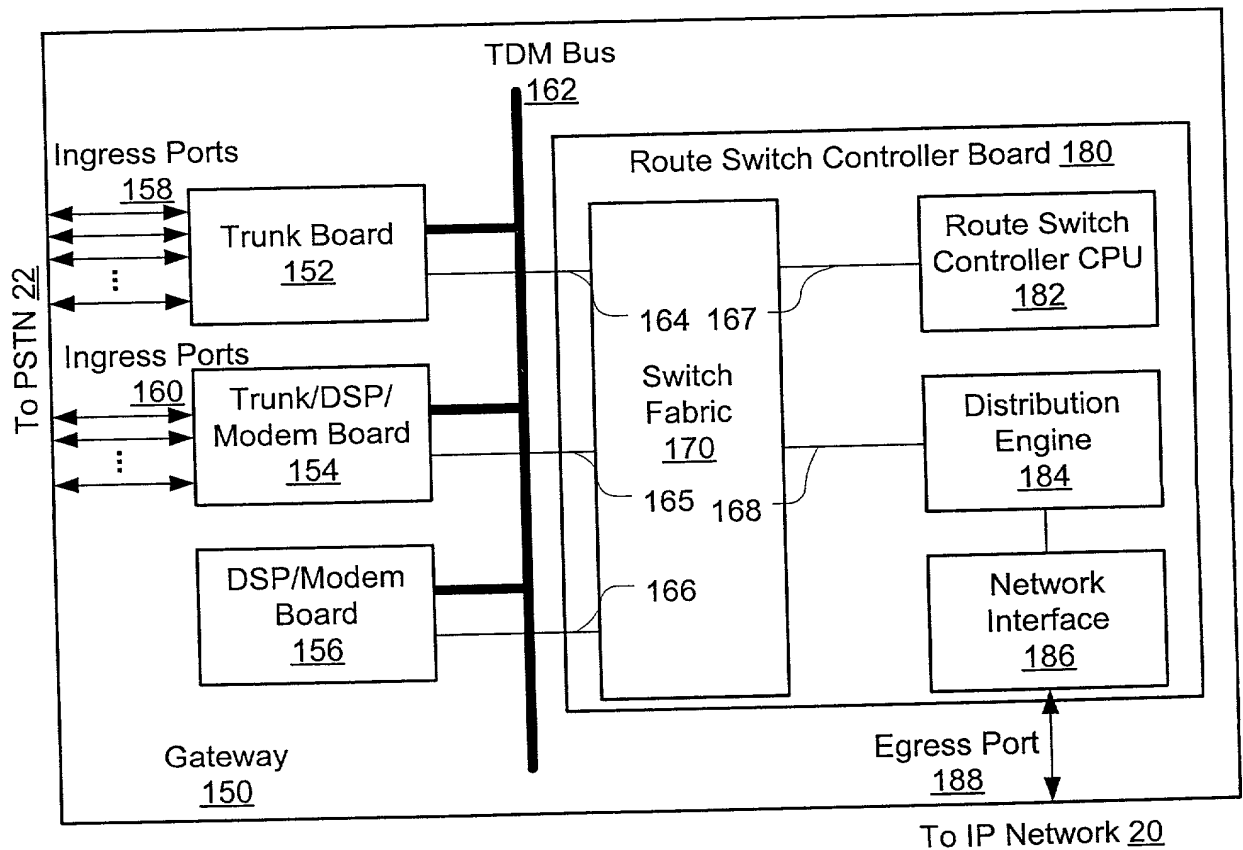 TDM Bus
162
Ingress Ports
158
Trunk Board
152
To PSTN 22
Ingress Ports
160
Trunk/DSP/
Modem Board
154
DSP/Modem
Board
156
Route Switch Controller Board 180
Switch
Fabric
170
164
165
166
167
168
Route Switch
Controller CPU
182
Distribution
Engine
184
Network
Interface
186
Gateway
150
Egress Port
188
To IP Network 20